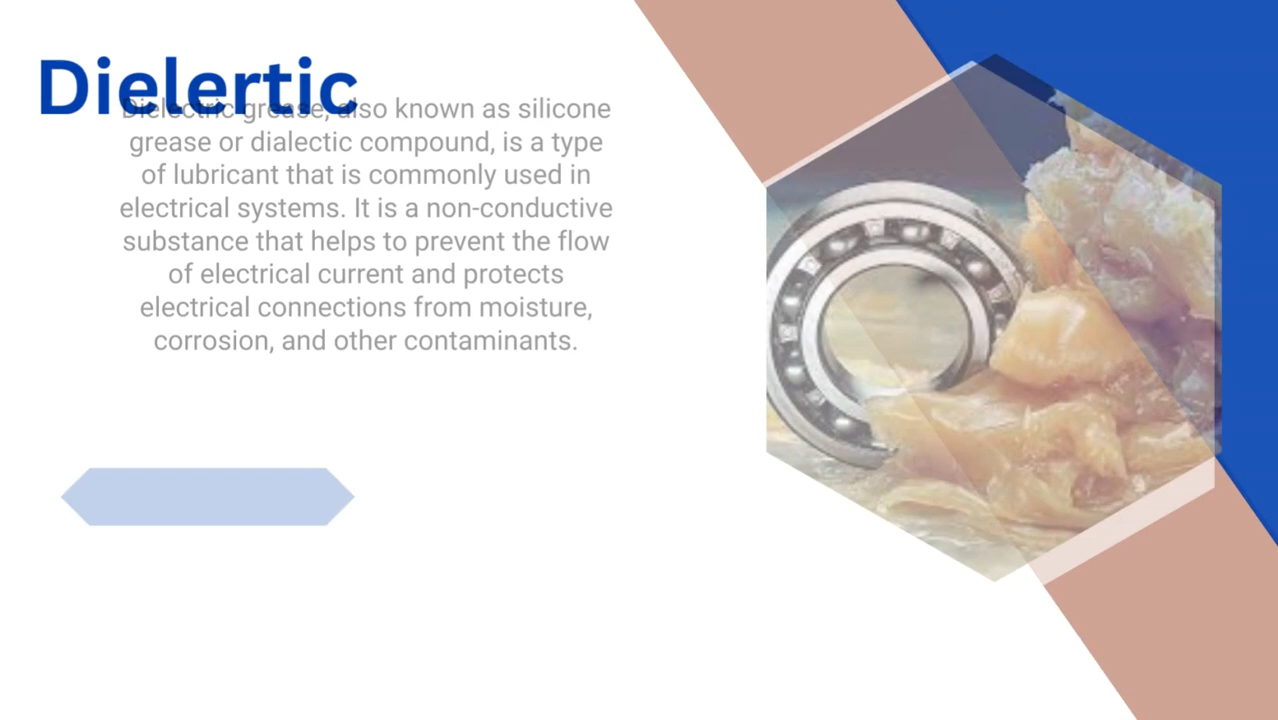 Dielertic
Dielectric grease, also known as silicone
grease or dialectic compound, is a type
of lubricant that is commonly used in
electrical systems. It is a non-conductive
substance that helps to prevent the flow
of electrical current and protects
electrical connections from moisture,
corrosion, and other contaminants.